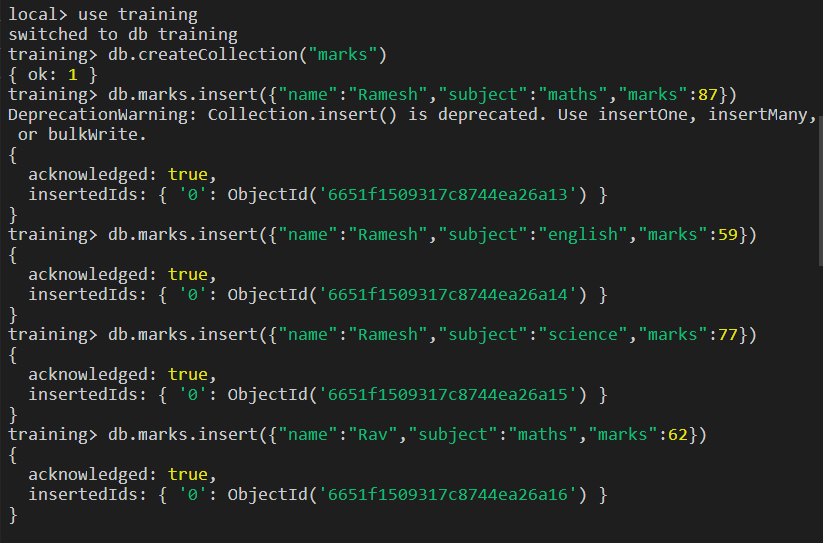 local> use training
switched to db training
training> db.createCollection("marks")
{ ok: 1 }
training> db.marks.insert({"name":"Ramesh","subject":"maths","marks":87})
DeprecationWarning: Collection.insert() is deprecated. Use insertOne, insertMany,
 or bulkWrite.
{
  acknowledged: true,
  insertedIds: { '0': ObjectId('6651f1509317c8744ea26a13') }
}
training> db.marks.insert({"name":"Ramesh","subject":"english","marks":59})
{
  acknowledged: true,
  insertedIds: { '0': ObjectId('6651f1509317c8744ea26a14') }
}
training> db.marks.insert({"name":"Ramesh","subject":"science","marks":77})
{
  acknowledged: true,
  insertedIds: { '0': ObjectId('6651f1509317c8744ea26a15') }
}
training> db.marks.insert({"name":"Rav","subject":"maths","marks":62})
{
  acknowledged: true,
  insertedIds: { '0': ObjectId('6651f1509317c8744ea26a16') }
}